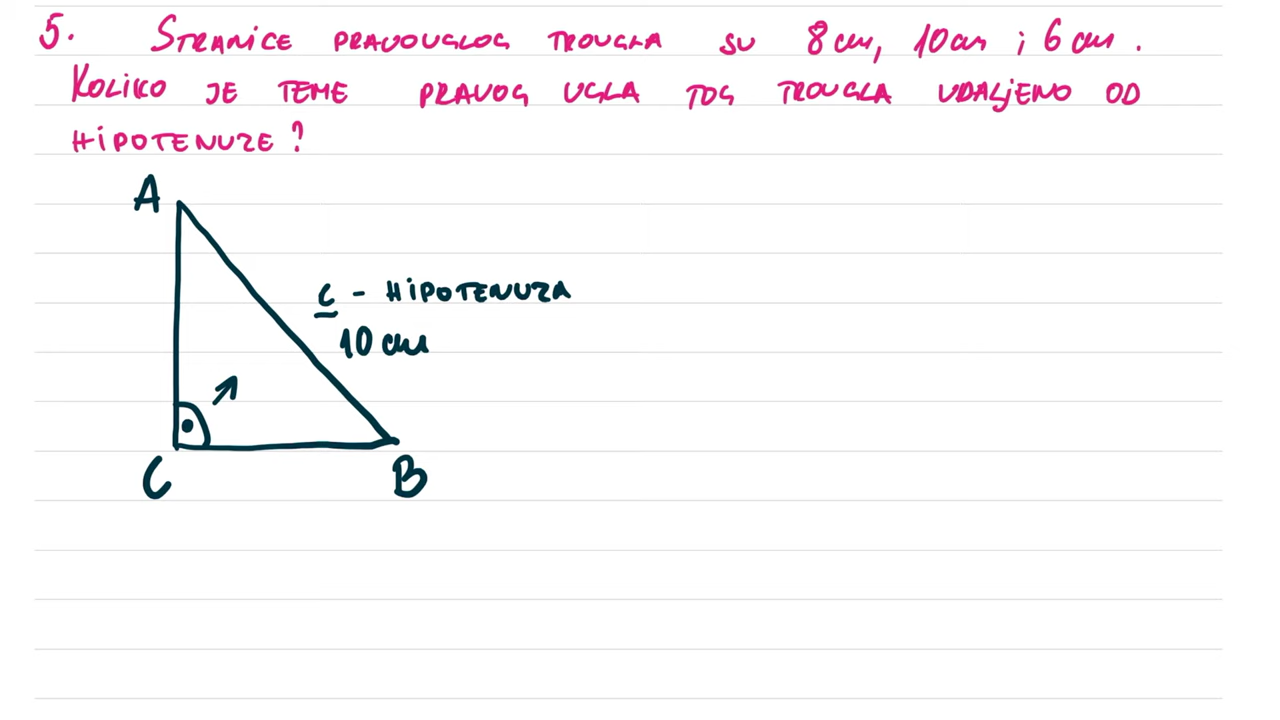 5. STRANICE PRAVOUGLOG TROUGLA SU 8 cm, 10 cm i 6 cm.
KOLIKO JE TEME PRAVOG UGLA TOG TROUGLA UDALJENO OD
HIPOTENUZE?
A
c - HIPOTENUZA
10 cm
C
B